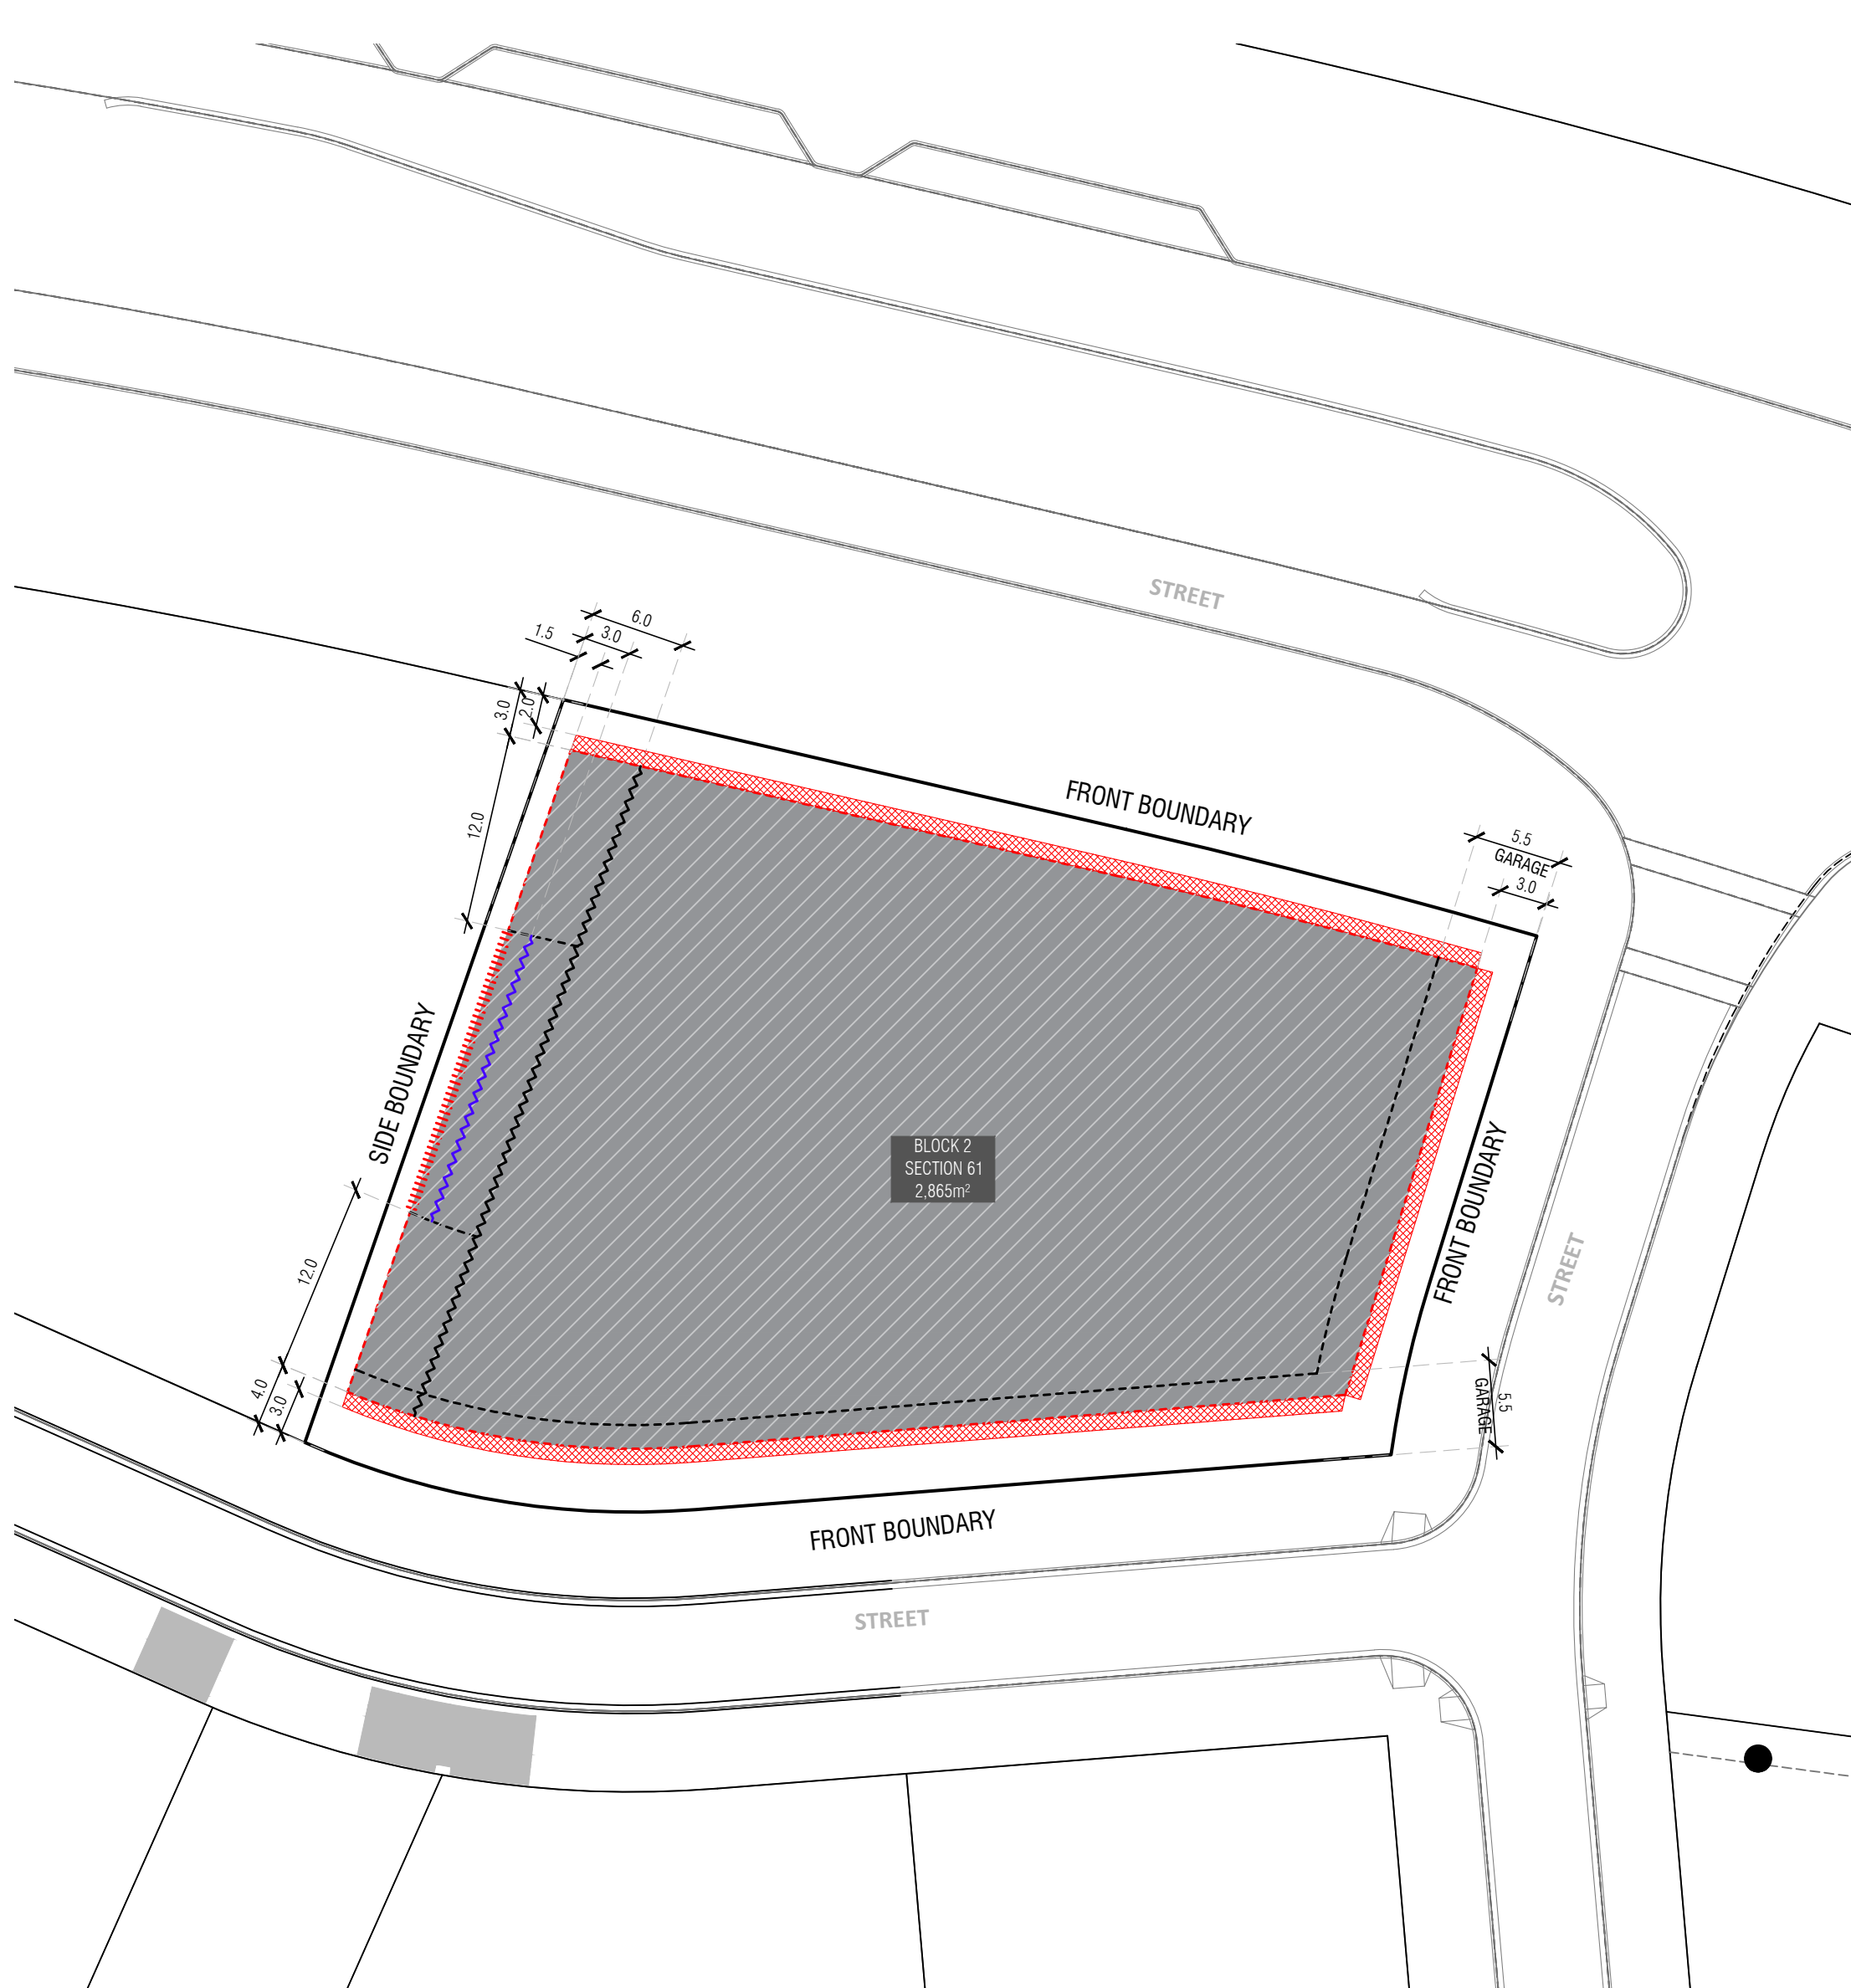 STREET
6.0
1.5
3.0
3.0
2.0
FRONT BOUNDARY
12.0
5.5
GARAGE
3.0
SIDE BOUNDARY
BLOCK 2
SECTION 61
2,865m²
FRONT BOUNDARY
STREET
12.0
4.0
3.0
5.5
GARAGE
FRONT BOUNDARY
STREET